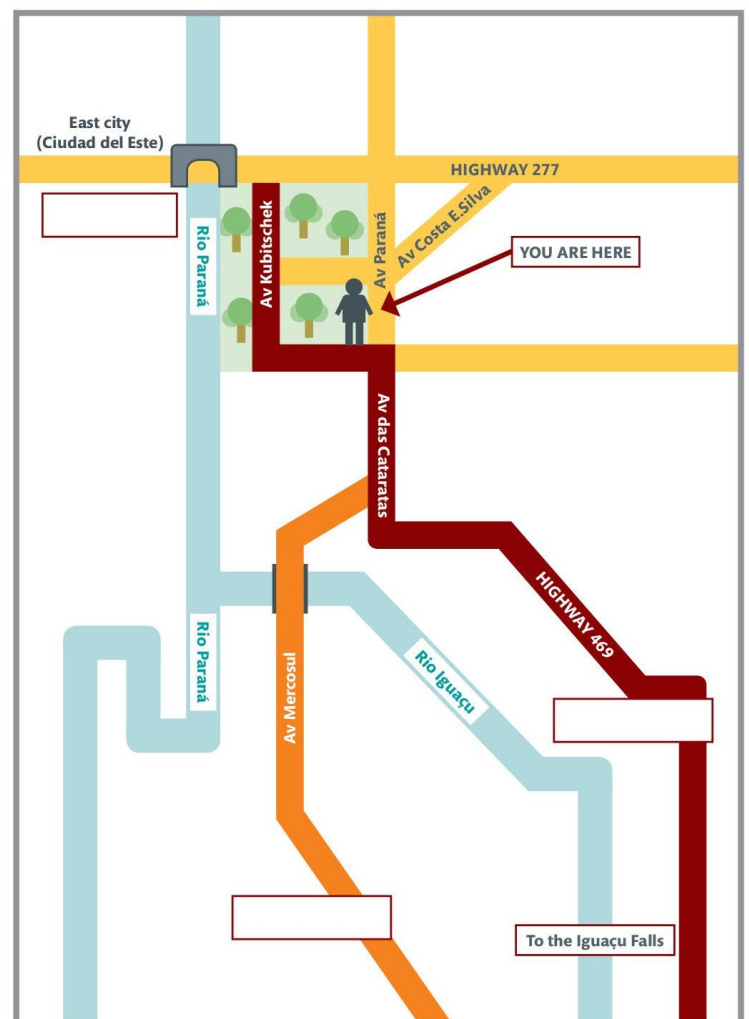 East city
(Ciudad del Este)
HIGHWAY 277
Av Costa E.Silva
Av Paraná
Av Kubitschek
Rio Paraná
YOU ARE HERE
Av das Cataratas
HIGHWAY 469
Rio Paraná
Av Mercosul
Rio Iguaçu
To the Iguaçu Falls